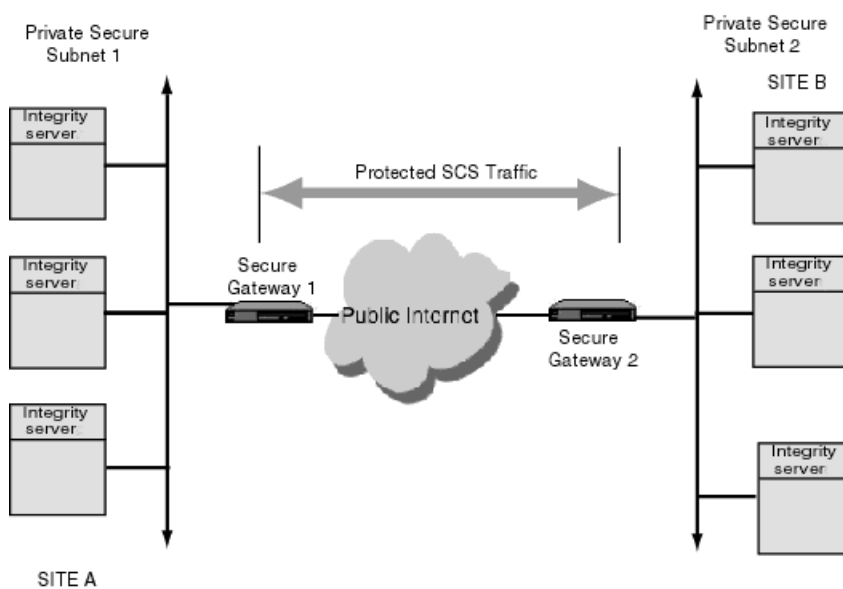 Private Secure
Subnet 1
Private Secure
Subnet 2
SITE B
Integrity
server
Integrity
server
Protected SCS Traffic
Integrity
server
Secure
Gateway 1
Integrity
server
Public Internet
Secure
Gateway 2
Integrity
server
Integrity
server
SITE A